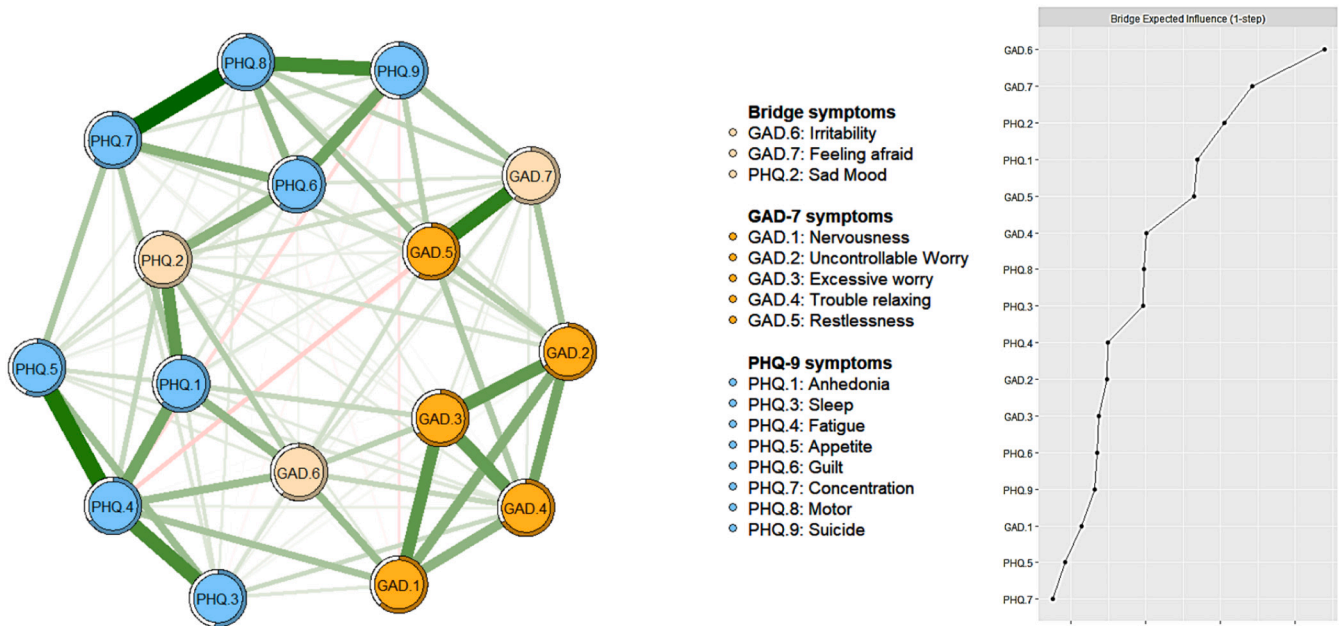 PHQ.8
PHQ.9
PHQ.7
PHQ.6
GAD.7
GAD.5
PHQ.2
GAD.2
PHQ.5
PHQ.1
GAD.3
GAD.6
PHQ.4
GAD.4
GAD.1
PHQ.3
Bridge symptoms
GAD.6: Irritability
GAD.7: Feeling afraid
PHQ.2: Sad Mood
GAD-7 symptoms
GAD.1: Nervousness
GAD.2: Uncontrollable Worry
GAD.3: Excessive worry
GAD.4: Trouble relaxing
GAD.5: Restlessness
PHQ-9 symptoms
PHQ.1: Anhedonia
PHQ.3: Sleep
PHQ.4: Fatigue
PHQ.5: Appetite
PHQ.6: Guilt
PHQ.7: Concentration
PHQ.8: Motor
PHQ.9: Suicide
Bridge Expected Influence (1-step)
GAD.6
GAD.7
PHQ.2
PHQ.1
GAD.5
GAD.4
PHQ.8
PHQ.3
PHQ.4
GAD.2
GAD.3
PHQ.6
PHQ.9
GAD.1
PHQ.5
PHQ.7